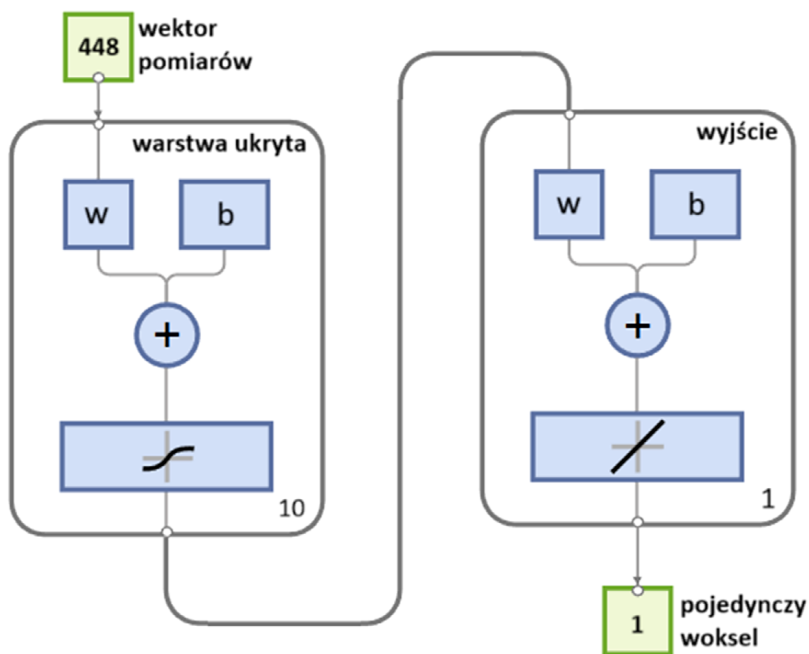 448
wektor
pomiarów
warstwa ukryta
w
b
+
10
wyjście
w
b
+
1
1
pojedynczy
woksel